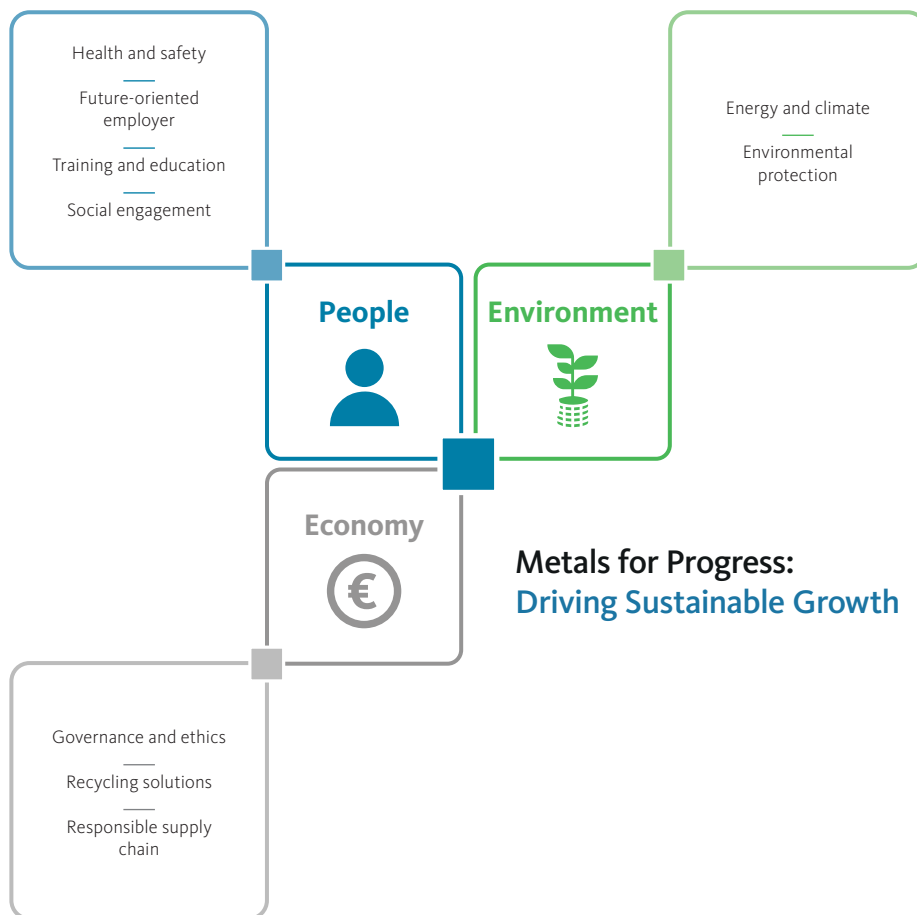 Health and safety
Future-oriented
employer
Training and education
Social engagement
Energy and climate
Environmental
protection
People
Environment
Economy
€
Metals for Progress:
Driving Sustainable Growth
Governance and ethics
Recycling solutions
Responsible supply
chain